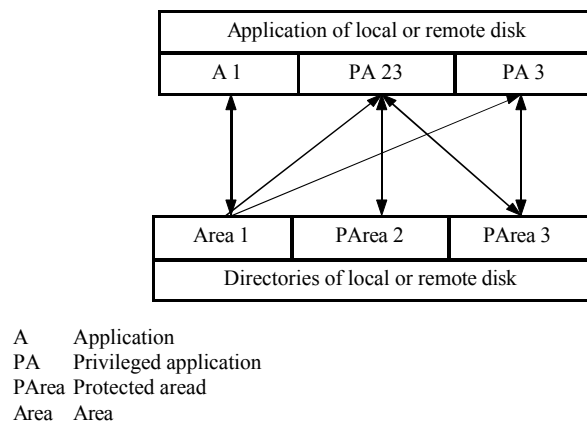 Application of local or remote disk
A 1 PA 23 PA 3
Area 1 PArea 2 PArea 3
Directories of local or remote disk
A Application
PA Privileged application
PArea Protected aread
Area Area